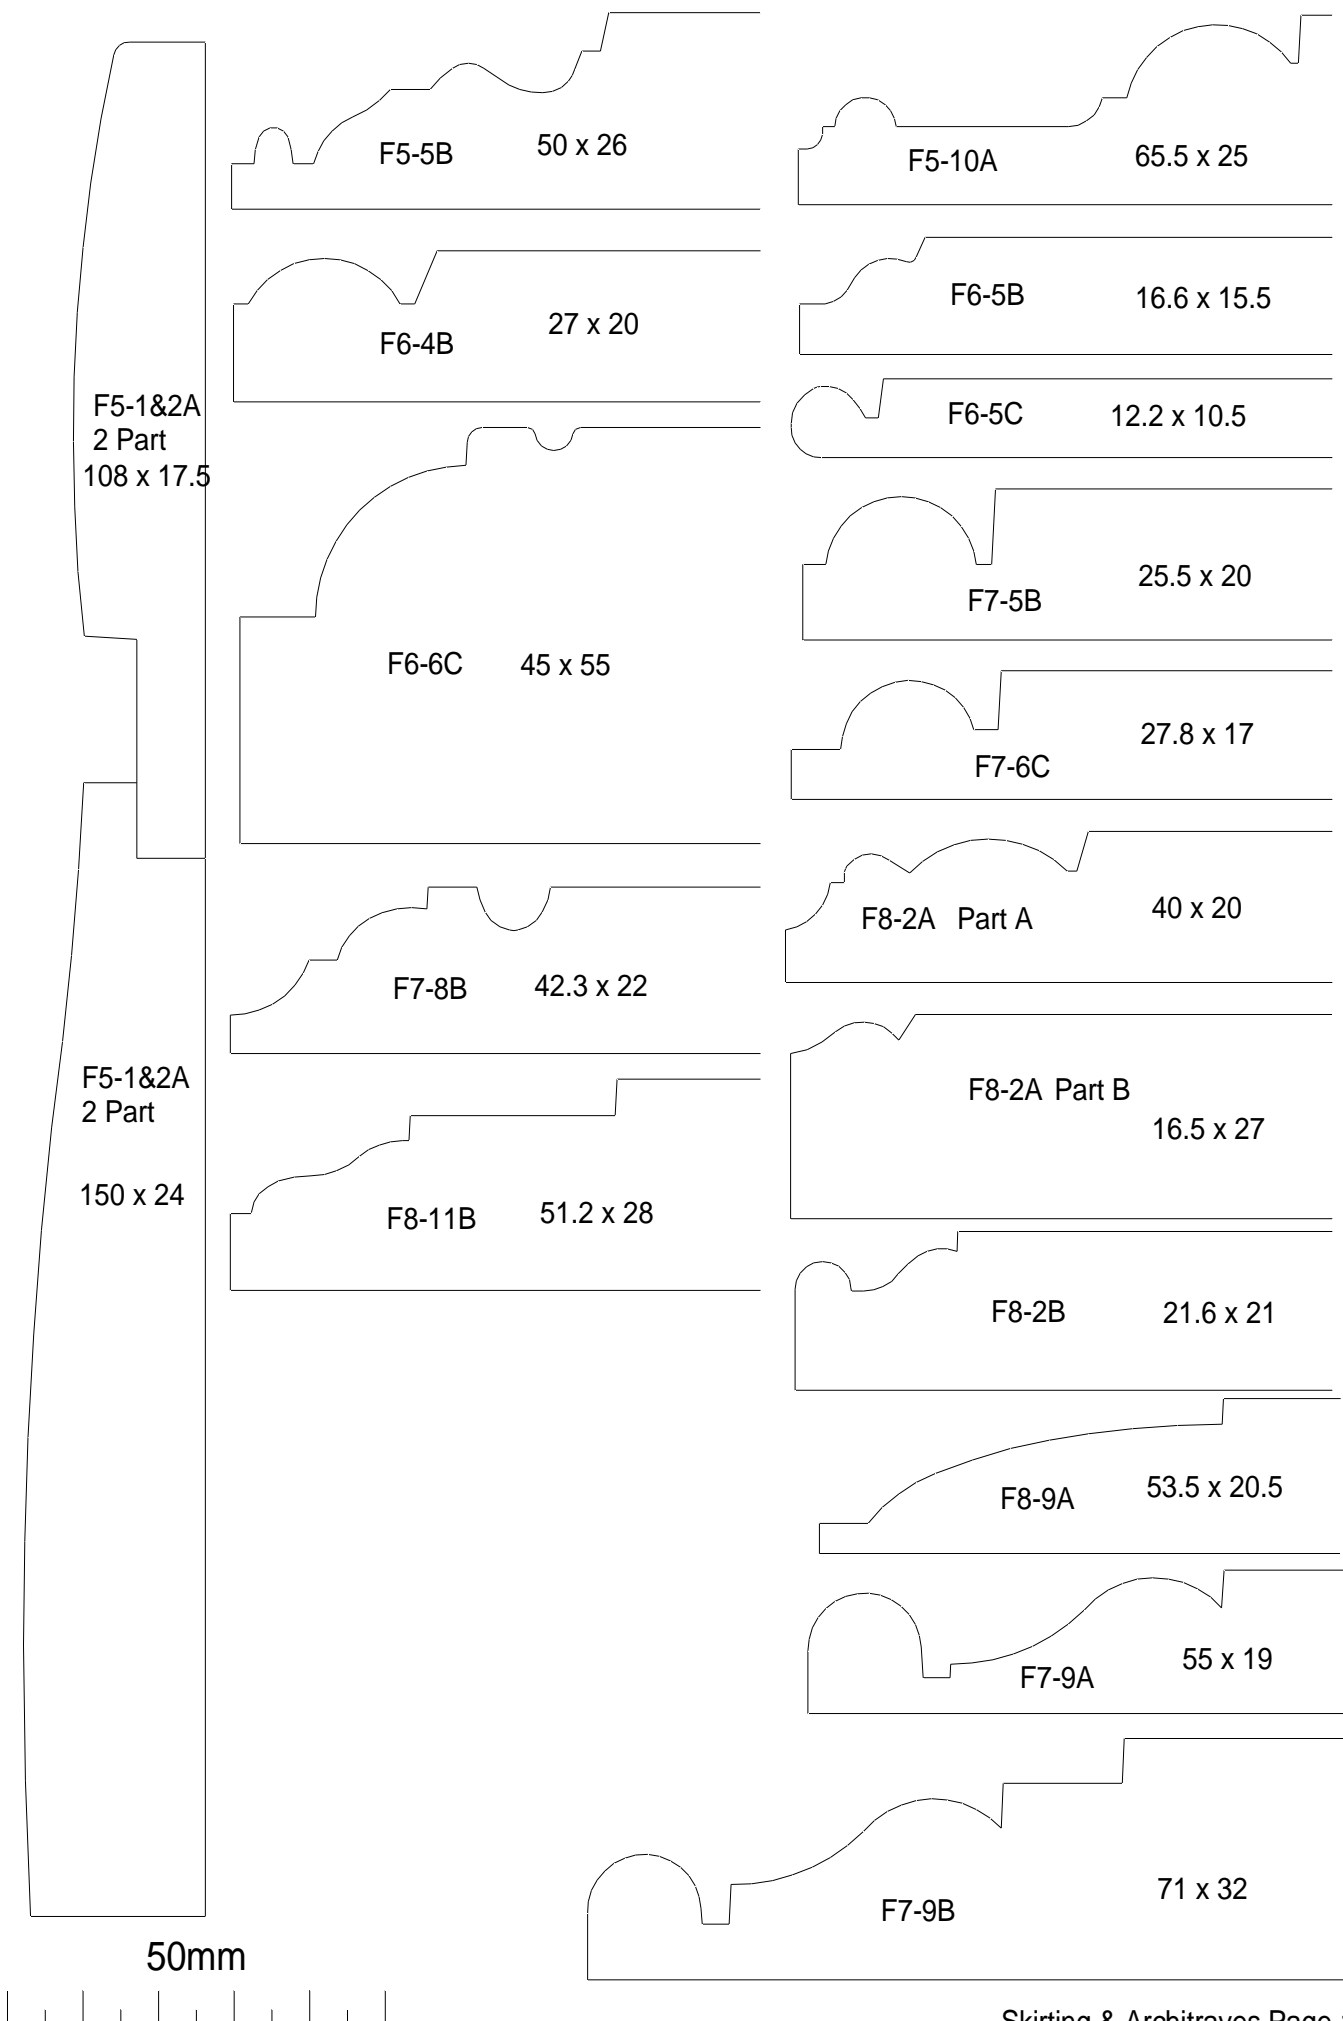 F5-1&2A
2 Part
108 x 17.5
F5-1&2A
2 Part
150 x 24
50mm
F5-5B 50 x 26
F6-4B 27 x 20
F6-6C 45 x 55
F7-8B 42.3 x 22
F8-11B 51.2 x 28
F5-10A 65.5 x 25
F6-5B 16.6 x 15.5
F6-5C 12.2 x 10.5
25.5 x 20
F7-5B
27.8 x 17
F7-6C
F8-2A Part A 40 x 20
F8-2A Part B
16.5 x 27
F8-2B 21.6 x 21
F8-9A 53.5 x 20.5
F7-9A 55 x 19
F7-9B 71 x 32
Skirting & Architraves Page